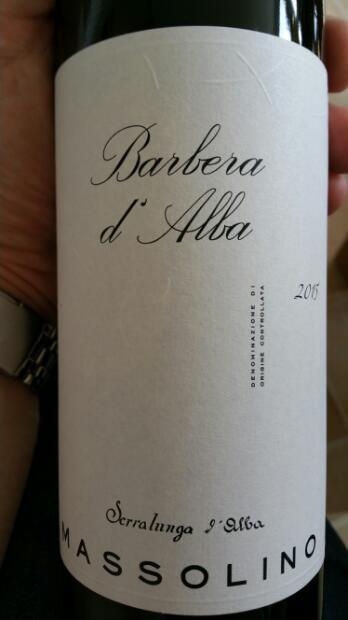 Barbera
d'Alba
2015
DENOMINAZIONE DI
ORIGINE CONTROLLATA
Serralunga d'Alba
MASSOLINO